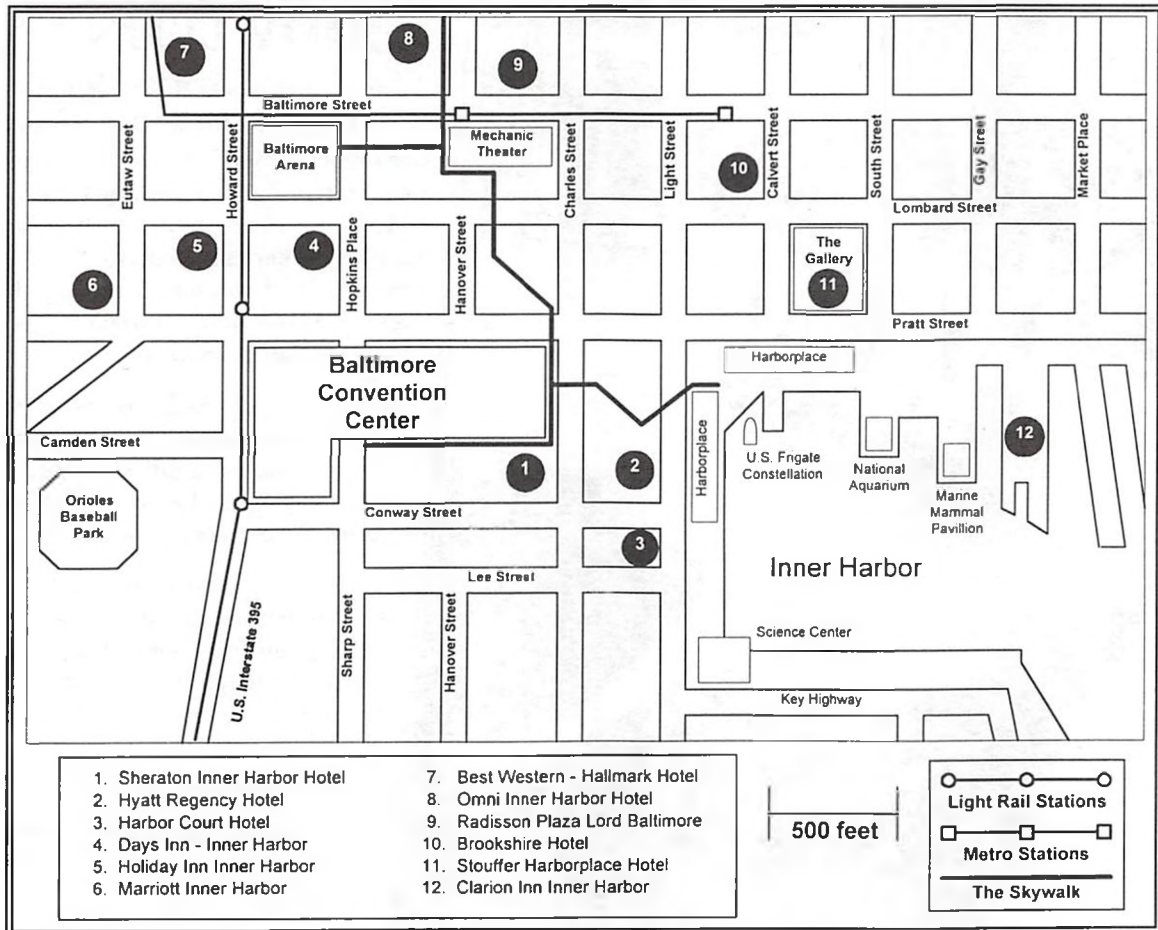 7
8
9
Baltimore Street
Eutaw Street
Howard Street
Baltimore
Arena
Mechanic
Theater
Charles Street
Light Street
10
Calvert Street
South Street
Gay Street
Market Place
Lombard Street
6
5
4
Hopkins Place
Hanover Street
The
Gallery
11
Pratt Street
Baltimore
Convention
Center
Harborplace
Camden Street
Harborplace
U.S. Frigate
Constellation
National
Aquarium
Marine
Mammal
Pavillion
12
1
2
Orioles
Baseball
Park
Conway Street
3
Lee Street
Inner Harbor
U.S. Interstate 395
Sharp Street
Hanover Street
Science Center
Key Highway
1. Sheraton Inner Harbor Hotel
2. Hyatt Regency Hotel
3. Harbor Court Hotel
4. Days Inn - Inner Harbor
5. Holiday Inn Inner Harbor
6. Marriott Inner Harbor
7. Best Western - Hallmark Hotel
8. Omni Inner Harbor Hotel
9. Radisson Plaza Lord Baltimore
10. Brookshire Hotel
11. Stouffer Harborplace Hotel
12. Clarion Inn Inner Harbor
500 feet
Light Rail Stations
Metro Stations
The Skywalk